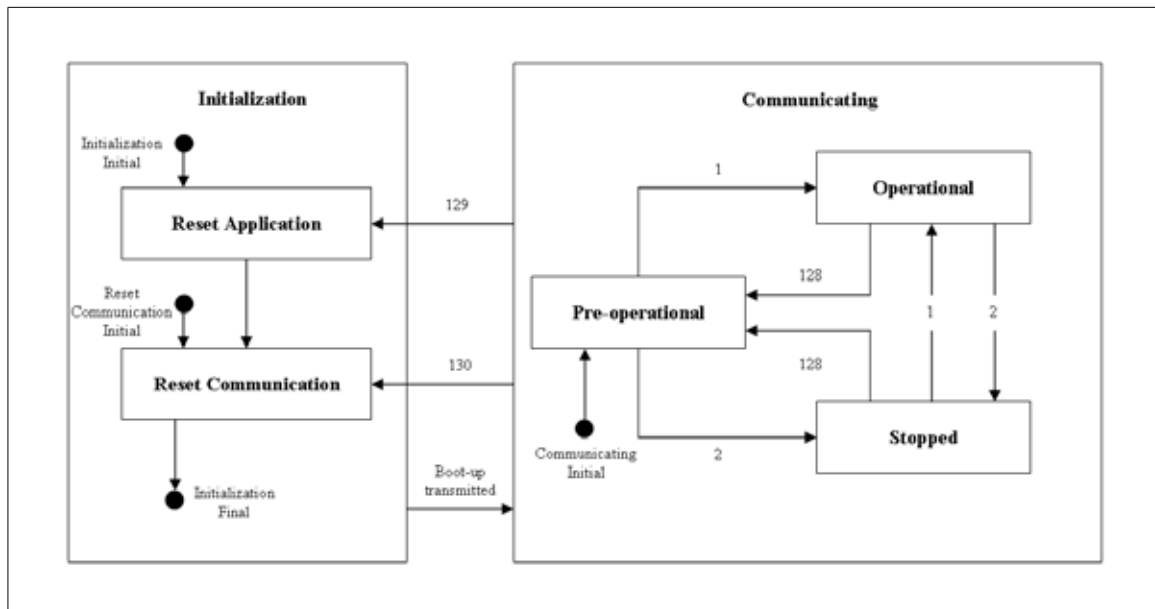 Initialization
Initialization
Initial
Reset Application
Reset
Communication
Initial
Reset Communication
Initialization
Final
129
130
Boot-up
transmitted
Communicating
1
Operational
128
1
2
Pre-operational
128
Communicating
Initial
2
Stopped